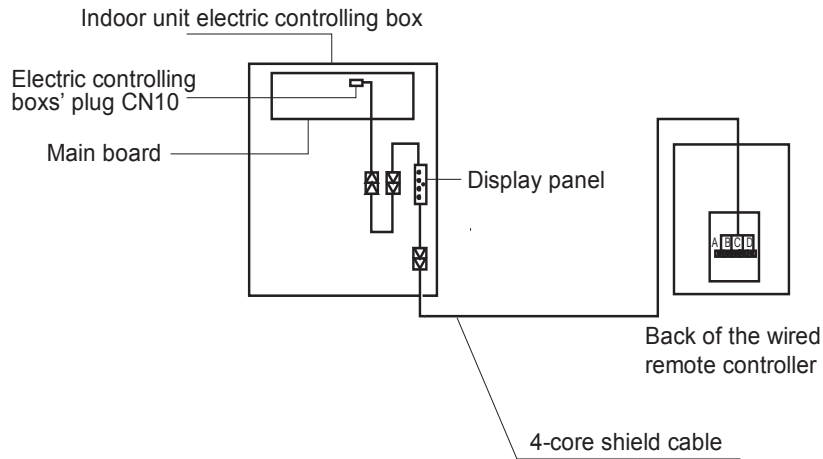 Indoor unit electric controlling box
Electric controlling
boxs' plug CN10
Main board
Display panel
A B C D
Back of the wired
remote controller
4-core shield cable